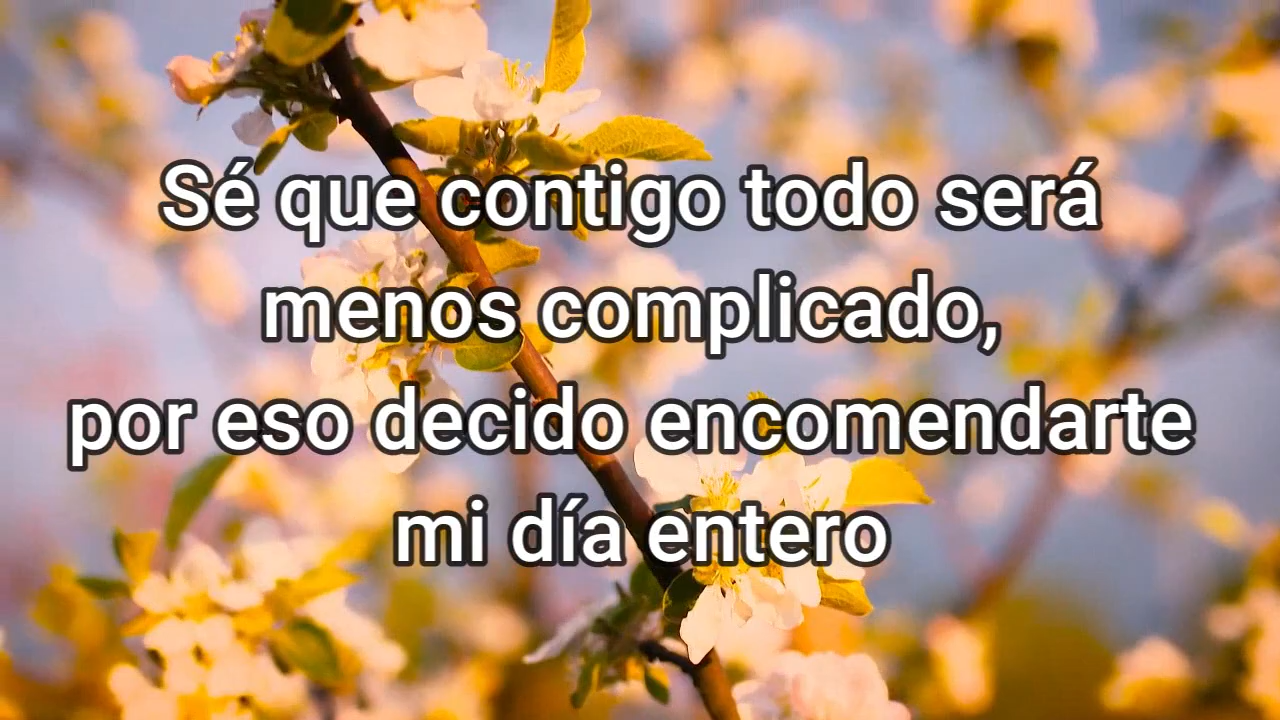 Sé que contigo todo será
menos complicado,
por eso decido encomendarte
mi día entero